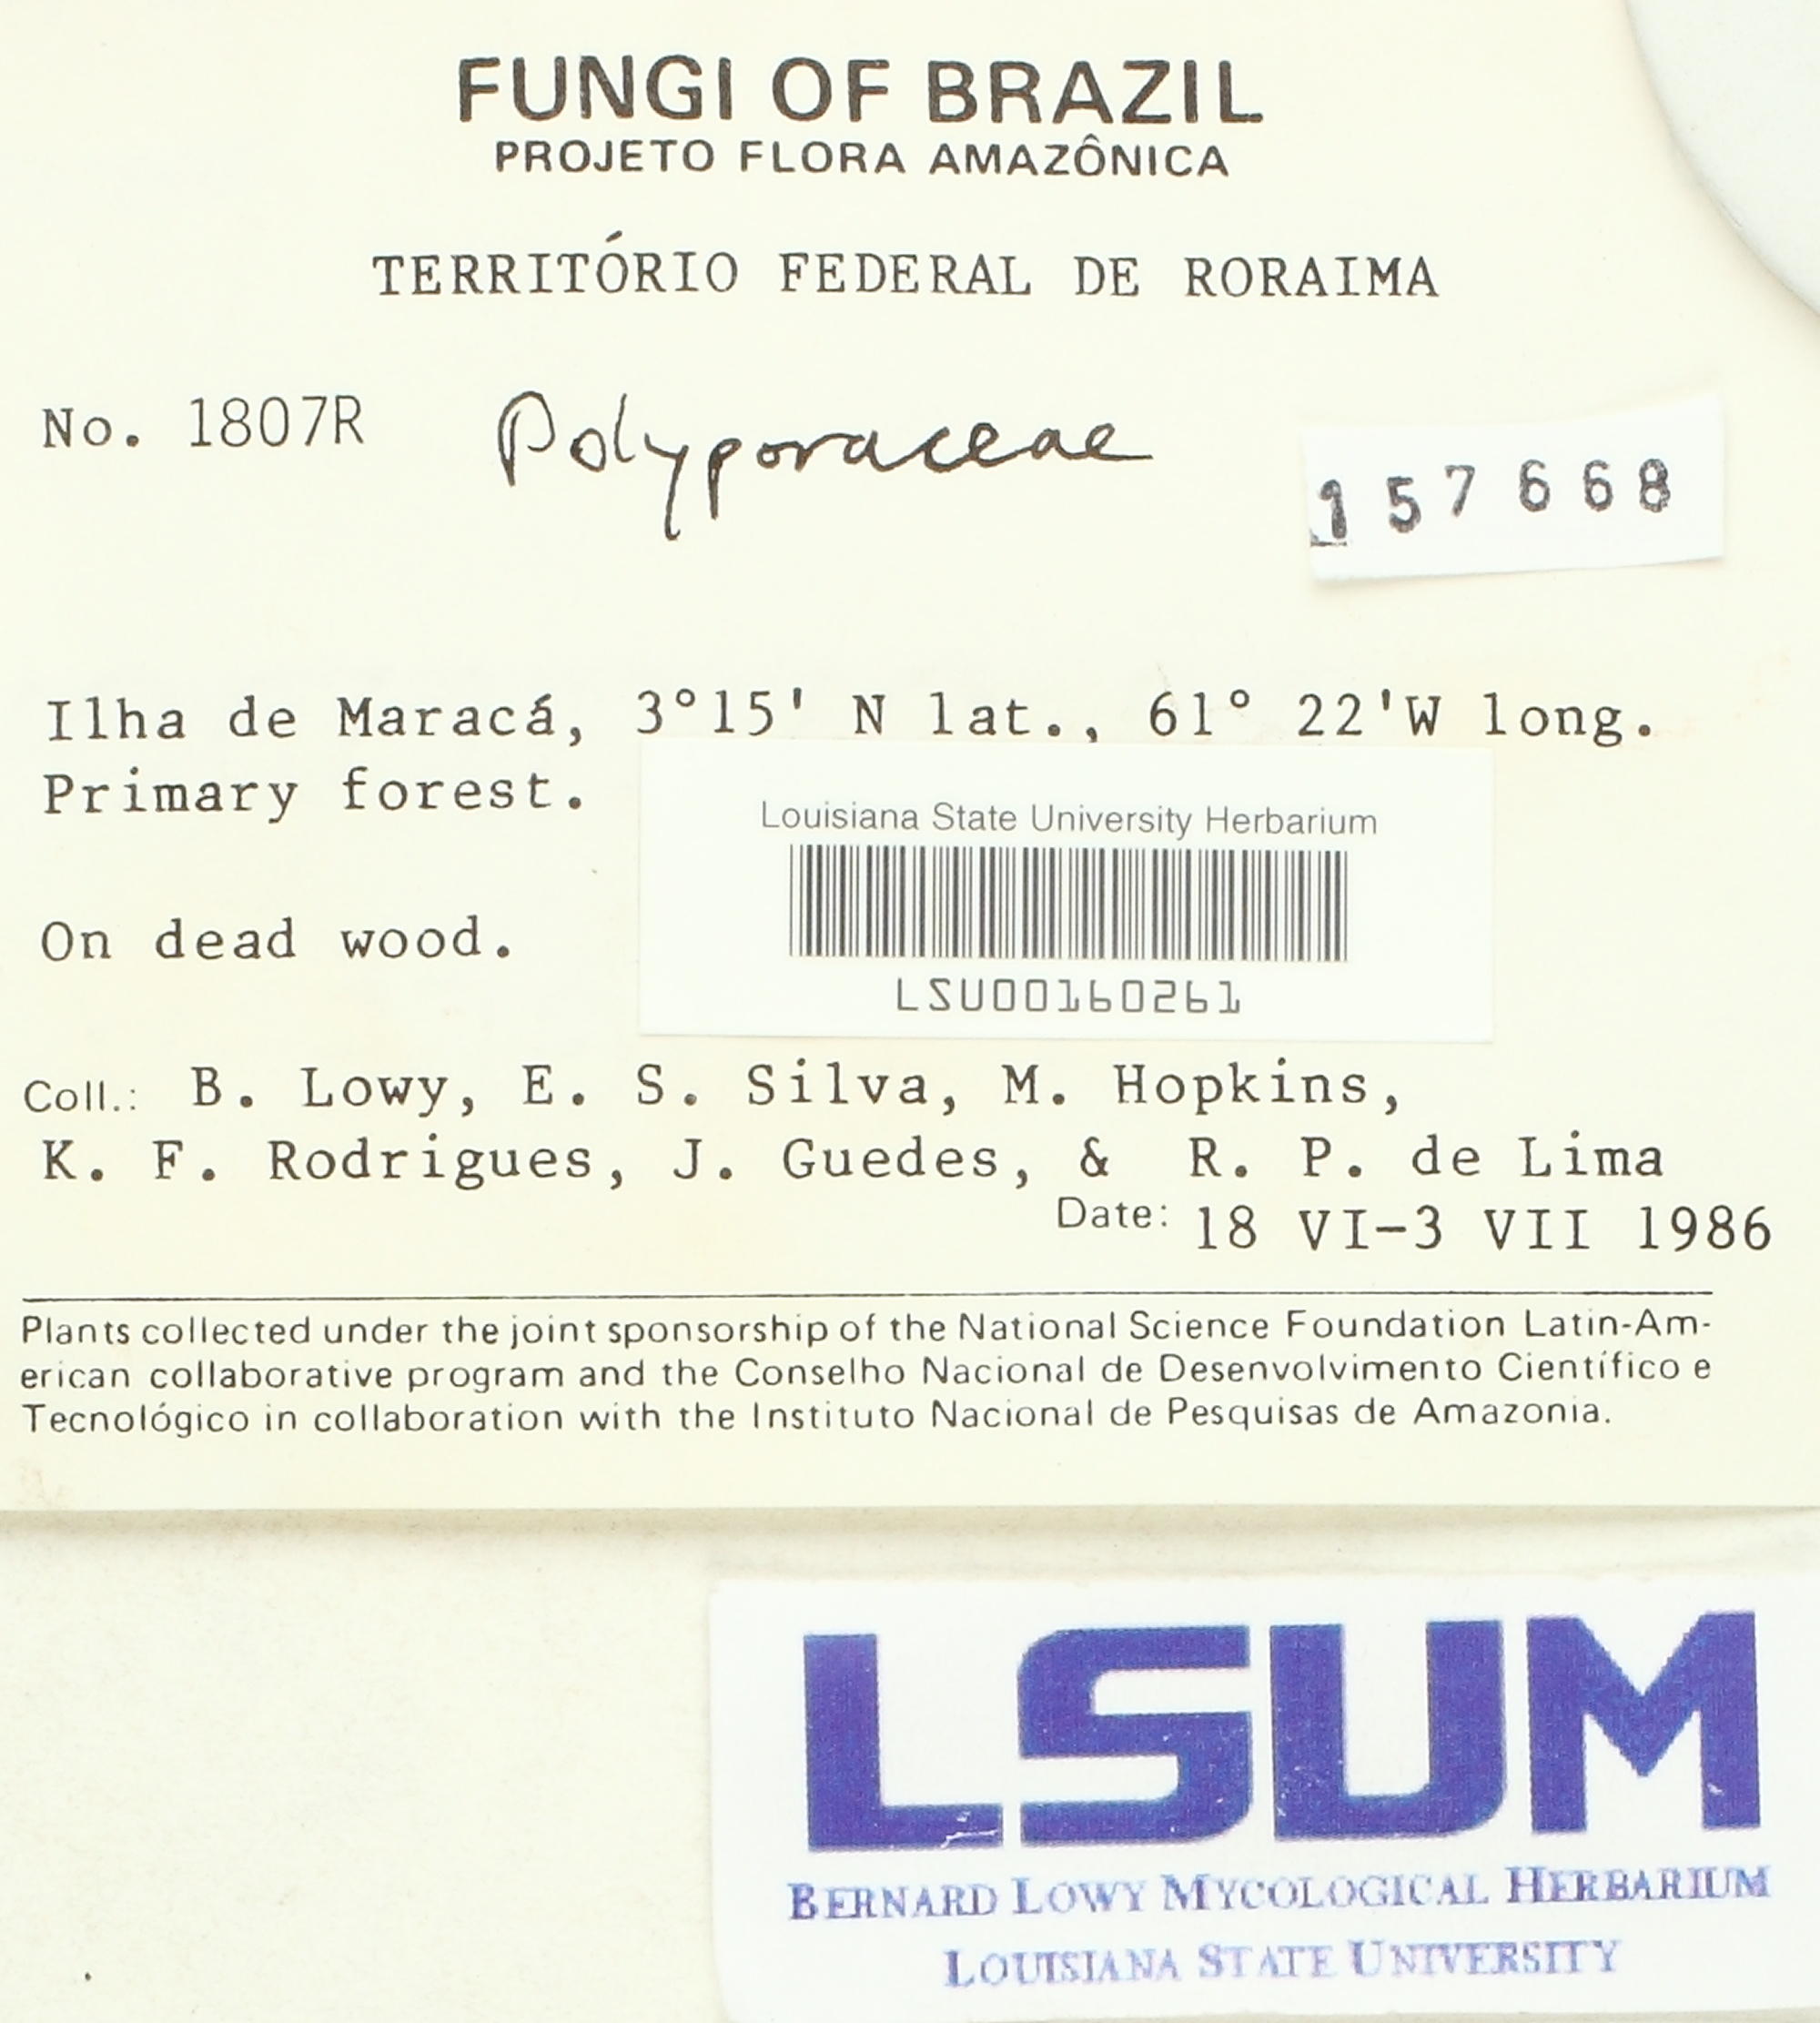 FUNGI OF BRAZIL
PROJETO FLORA AMAZÔNICA
TERRITÓRIO FEDERAL DE RORAIMA
No. 1807R Polyporaceae
157668
Ilha de Maracá, 3°15' N lat., 61° 22'W long.
Primary forest.
Louisiana State University Herbarium
On dead wood.
LSU00160261
Coll.: B. Lowy, E. S. Silva, M. Hopkins,
K. F. Rodrigues, J. Guedes, & R. P. de Lima
Date: 18 VI-3 VII 1986
Plants collected under the joint sponsorship of the National Science Foundation Latin-Am-
erican collaborative program and the Conselho Nacional de Desenvolvimento Científico e
Tecnológico in collaboration with the Instituto Nacional de Pesquisas de Amazonia.
LSUM
BERNARD LOWY MYCOLOGICAL HERBARIUM
LOUISIANA STATE UNIVERSITY